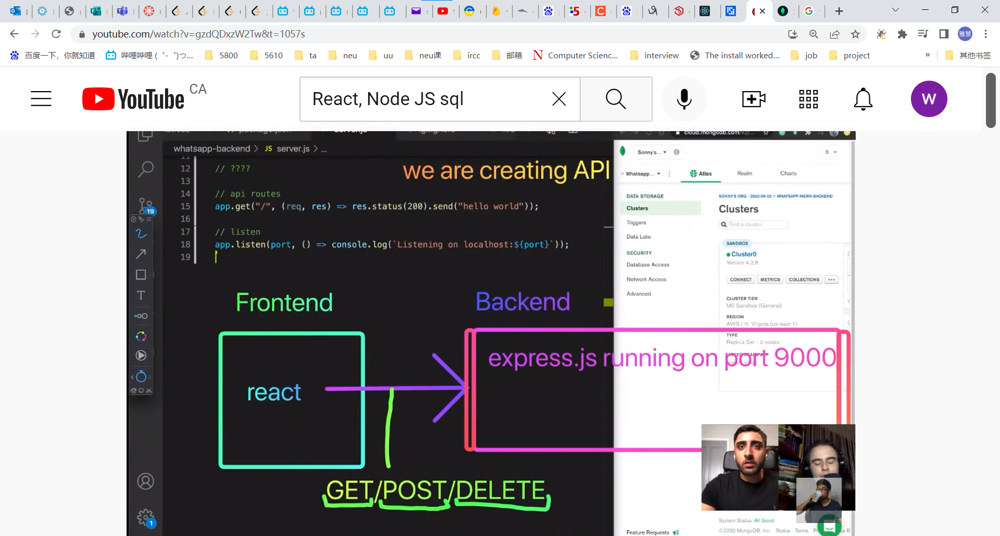 youtube.com/watch?v=gzdQDxzW2Tw&t=1057s
雅慧
百度一下，你就知道
哔哩哔哩 ( ゜- ゜)つ...
5800
5610
ta
neu
uu
neu课
ircc
邮箱
Computer Scienc...
interview
The install worked...
job
project
»
其他书签
YouTube CA
React, Node JS sql
W
cloud.mongodb.com/v2/...
whatsapp-backend > JS server.js > ...
11
12 // ????
13
14 // api routes
15 app.get("/", (req, res) => res.status(200).send("hello world"));
16
17 // listen
18 app.listen(port, () => console.log(`Listening on localhost:${port}`));
19
we are creating API
19
T
1
Frontend
Backend
react
express.js running on port 9000
GET/POST/DELETE
Sonny's...
S
Whatsapp...
Atlas
Realm
Charts
DATA STORAGE
Clusters
Triggers
Data Lake
SECURITY
Database Access
Network Access
Advanced
SONNY'S ORG - 2020-09-02 > WHATSAPP-MERN-BACKEND
Clusters
Find a cluster...
SANDBOX
Cluster0
Version 4.2.8
CONNECT
METRICS
COLLECTIONS
...
CLUSTER TIER
M0 Sandbox (General)
REGION
AWS / N. Virginia (us-east-1)
TYPE
Replica Set - 3 nodes
System Status: All Good
©2020 MongoDB, Inc. Status Terms
Feature Requests